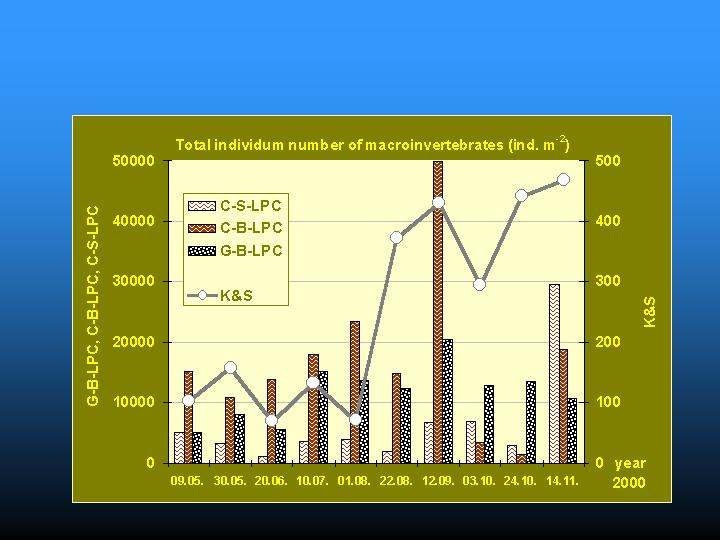 Total individum number of macroinvertebrates (ind. m-2)
50000
40000
30000
20000
10000
0
G-B-LPC, C-B-LPC, C-S-LPC
C-S-LPC
C-B-LPC
G-B-LPC
K&S
500
400
300
200
100
0
K&S
09.05. 30.05. 20.06. 10.07. 01.08. 22.08. 12.09. 03.10. 24.10. 14.11.
year
2000